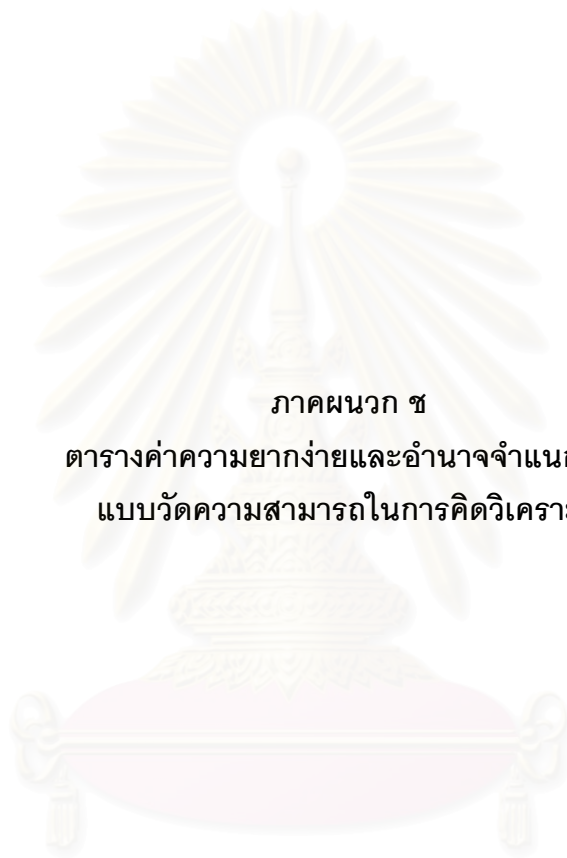 ภาคผนวก ช
ตารางค่าความยากง่ายและอำนาจจำแนก
แบบวัดความสามารถในการคิดวิเครา